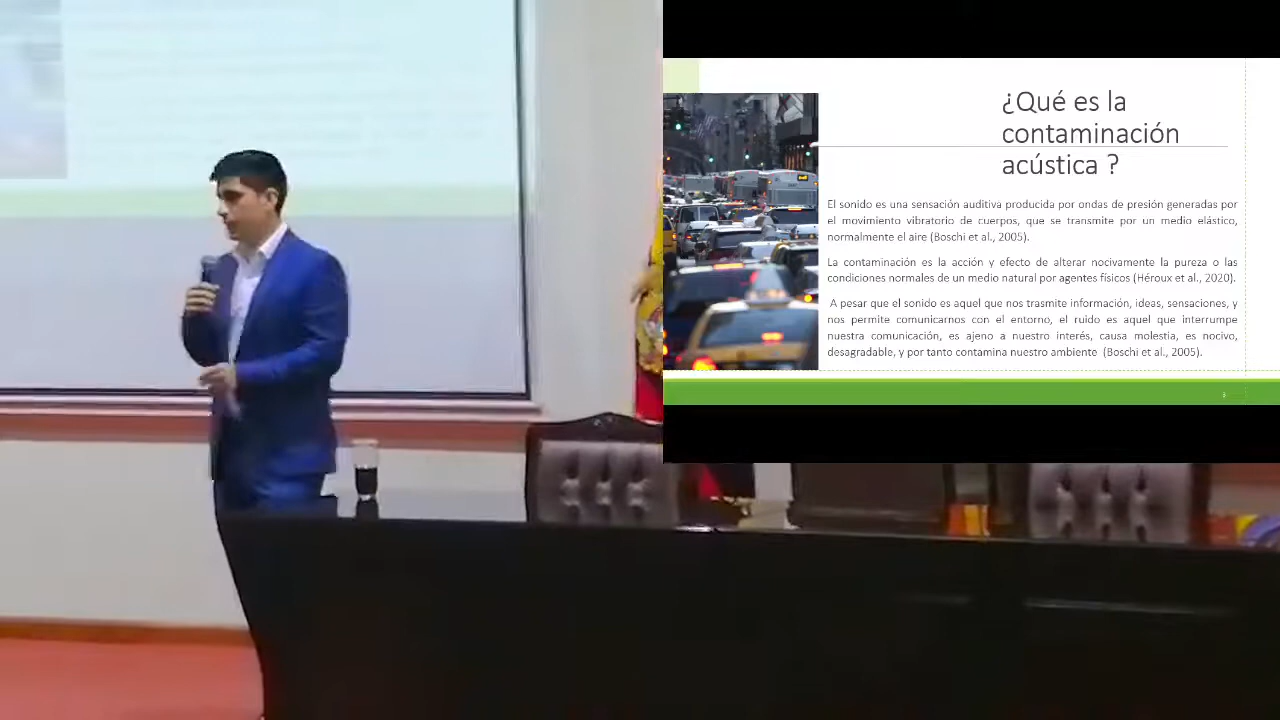 ¿Qué es la
contaminación
acústica ?
El sonido es una sensación auditiva producida por ondas de presión generadas por
el movimiento vibratorio de cuerpos, que se transmite por un medio elástico,
normalmente el aire (Boschi et al., 2005).
La contaminación es la acción y efecto de alterar nocivamente la pureza o las
condiciones normales de un medio natural por agentes físicos (Héroux et al., 2020).
A pesar que el sonido es aquel que nos trasmite información, ideas, sensaciones, y
nos permite comunicarnos con el entorno, el ruido es aquel que interrumpe
nuestra comunicación, es ajeno a nuestro interés, causa molestia, es nocivo,
desagradable, y por tanto contamina nuestro ambiente (Boschi et al., 2005).